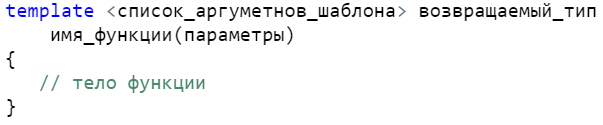 template <список_аргуметнов_шаблона> возвращаемый_тип
имя_функции(параметры)
{
// тело функции
}